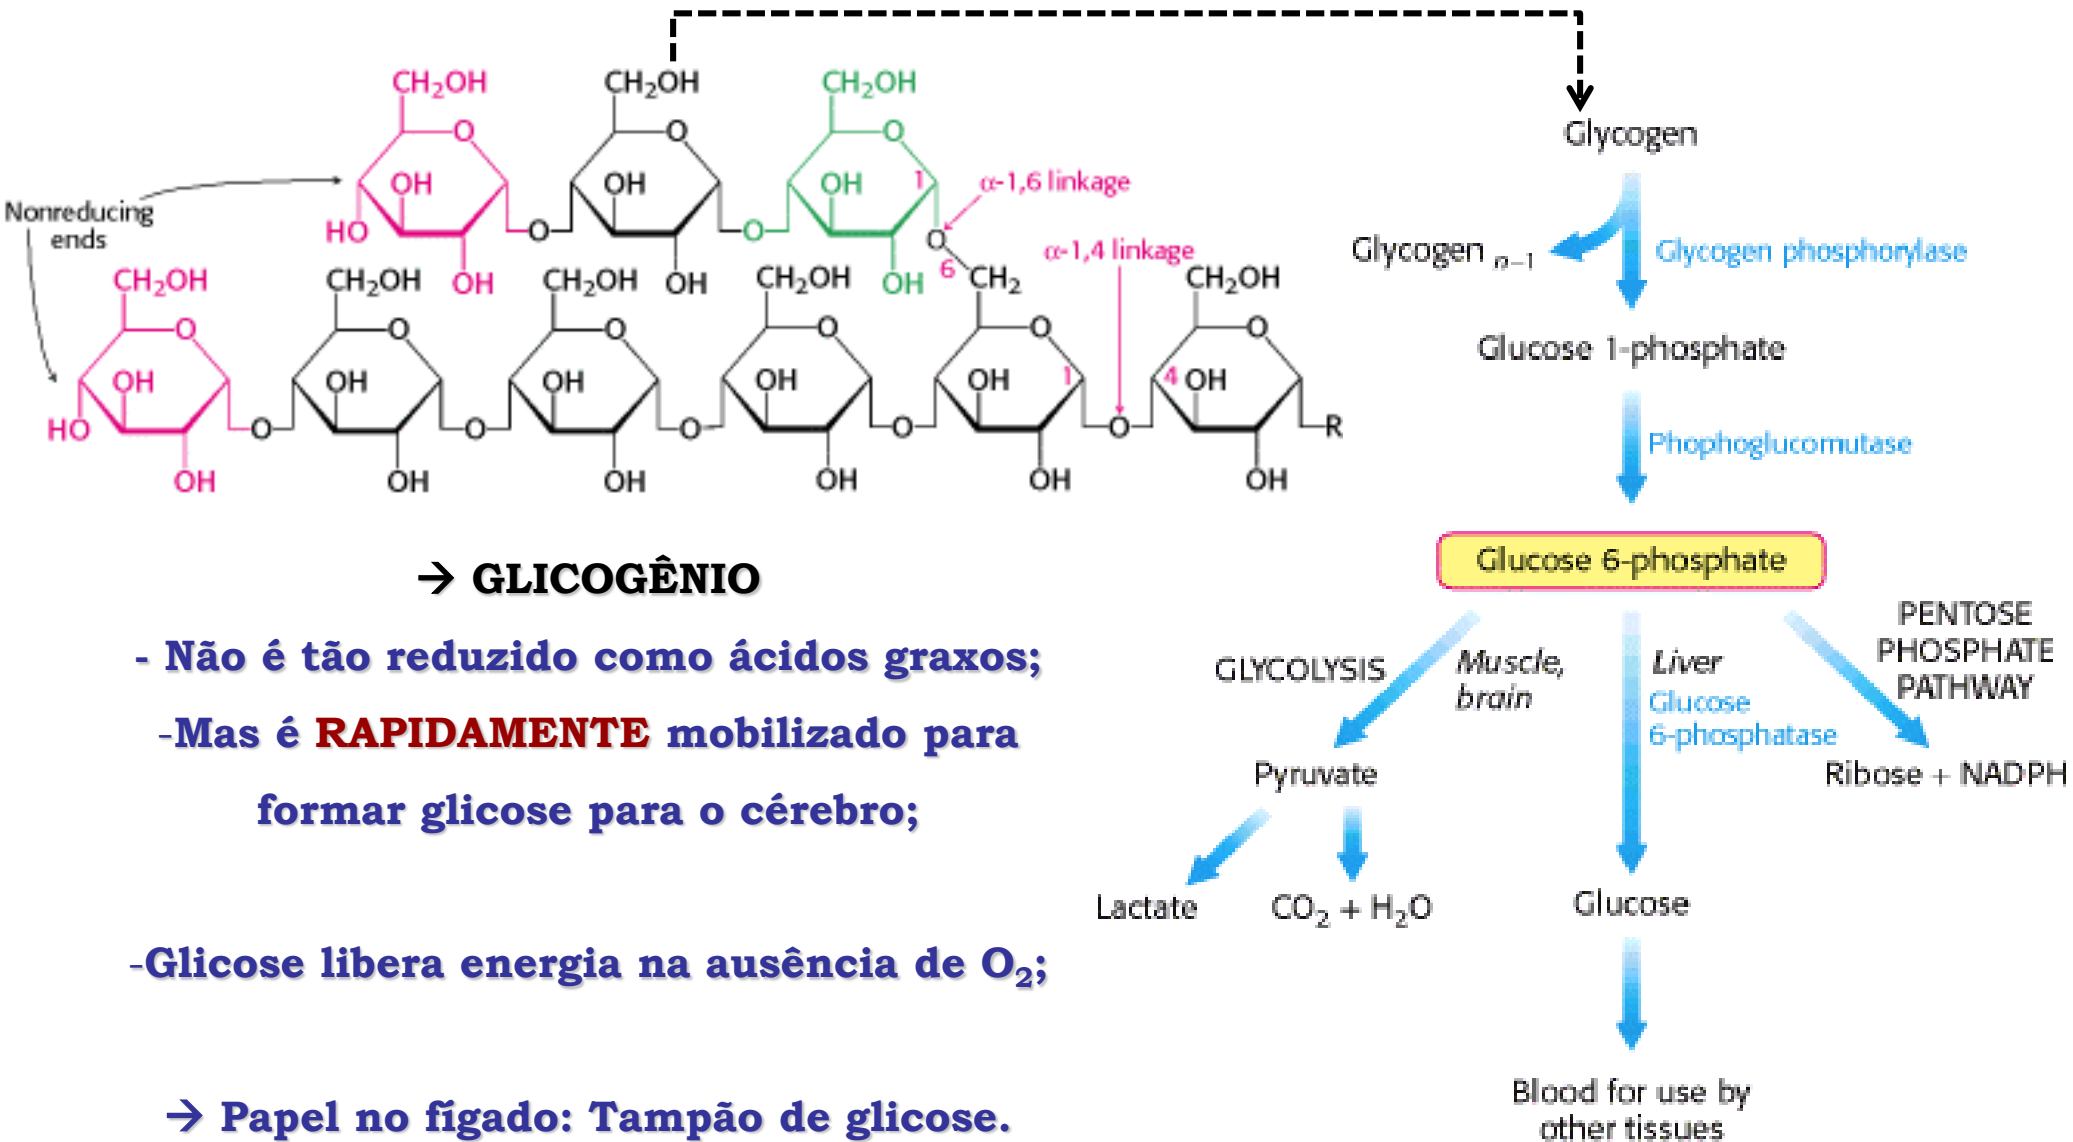 CH₂OH CH₂OH CH₂OH
O O O
OH OH OH 1
α-1,6 linkage
Nonreducing
ends
HO O O O
α-1,4 linkage
OH OH OH 6
CH₂OH CH₂OH CH₂OH CH₂OH CH₂ CH₂OH
O O O O O O
OH OH OH OH OH 1 4 OH
HO O O O O O R
OH OH OH OH OH OH
→ GLICOGÊNIO
- Não é tão reduzido como ácidos graxos;
-Mas é RAPIDAMENTE mobilizado para
formar glicose para o cérebro;
-Glicose libera energia na ausência de O₂;
→ Papel no fígado: Tampão de glicose.
Glycogen
Glycogen n−1
Glycogen phosphorylase
Glucose 1-phosphate
Phophoglucomutase
Glucose 6-phosphate
GLYCOLYSIS
Muscle,
brain
Liver
Glucose
6-phosphatase
PENTOSE
PHOSPHATE
PATHWAY
Pyruvate
Ribose + NADPH
Lactate
CO₂ + H₂O
Glucose
Blood for use by
other tissues